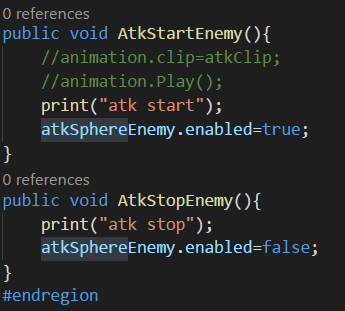 0 references
public void AtkStartEnemy(){
    //animation.clip=atkClip;
    //animation.Play();
    print("atk start");
    atkSphereEnemy.enabled=true;
}
0 references
public void AtkStopEnemy(){
    print("atk stop");
    atkSphereEnemy.enabled=false;
}
#endregion